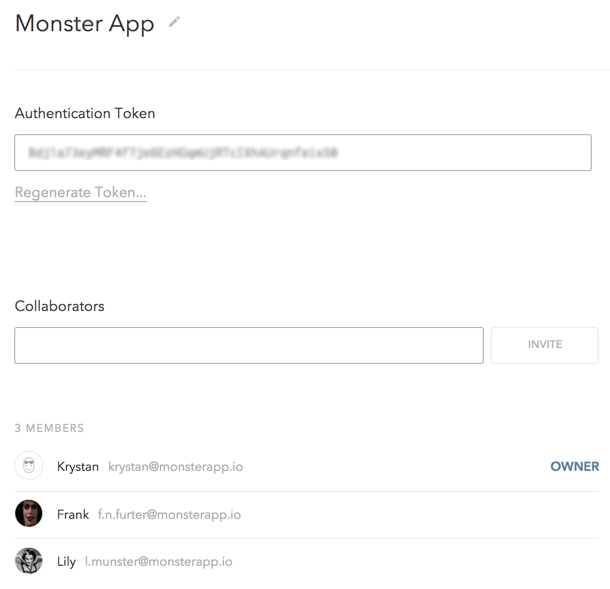 Monster App
Authentication Token
Regenerate Token...
Collaborators
INVITE
3 MEMBERS
Krystan krystan@monsterapp.io OWNER
Frank f.n.furter@monsterapp.io
Lily l.munster@monsterapp.io